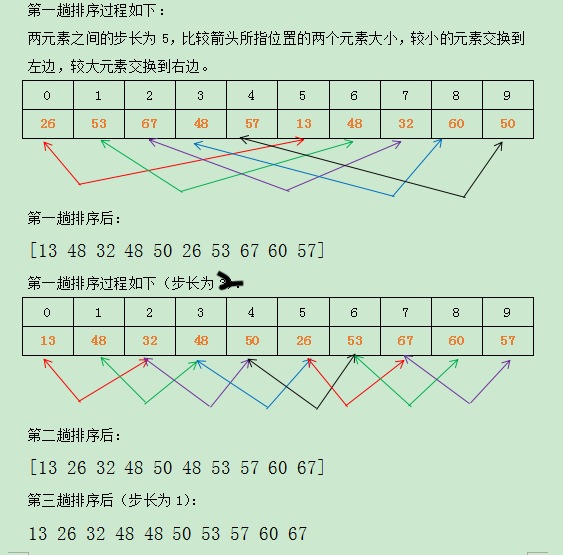 第一趟排序过程如下：
两元素之间的步长为 5，比较箭头所指位置的两个元素大小，较小的元素交换到
左边，较大元素交换到右边。
0 1 2 3 4 5 6 7 8 9
26 53 67 48 57 13 48 32 60 50
第一趟排序后：
[13 48 32 48 50 26 53 67 60 57]
第一趟排序过程如下（步长为
0 1 2 3 4 5 6 7 8 9
13 48 32 48 50 26 53 67 60 57
第二趟排序后：
[13 26 32 48 50 48 53 57 60 67]
第三趟排序后（步长为 1）：
13 26 32 48 48 50 53 57 60 67